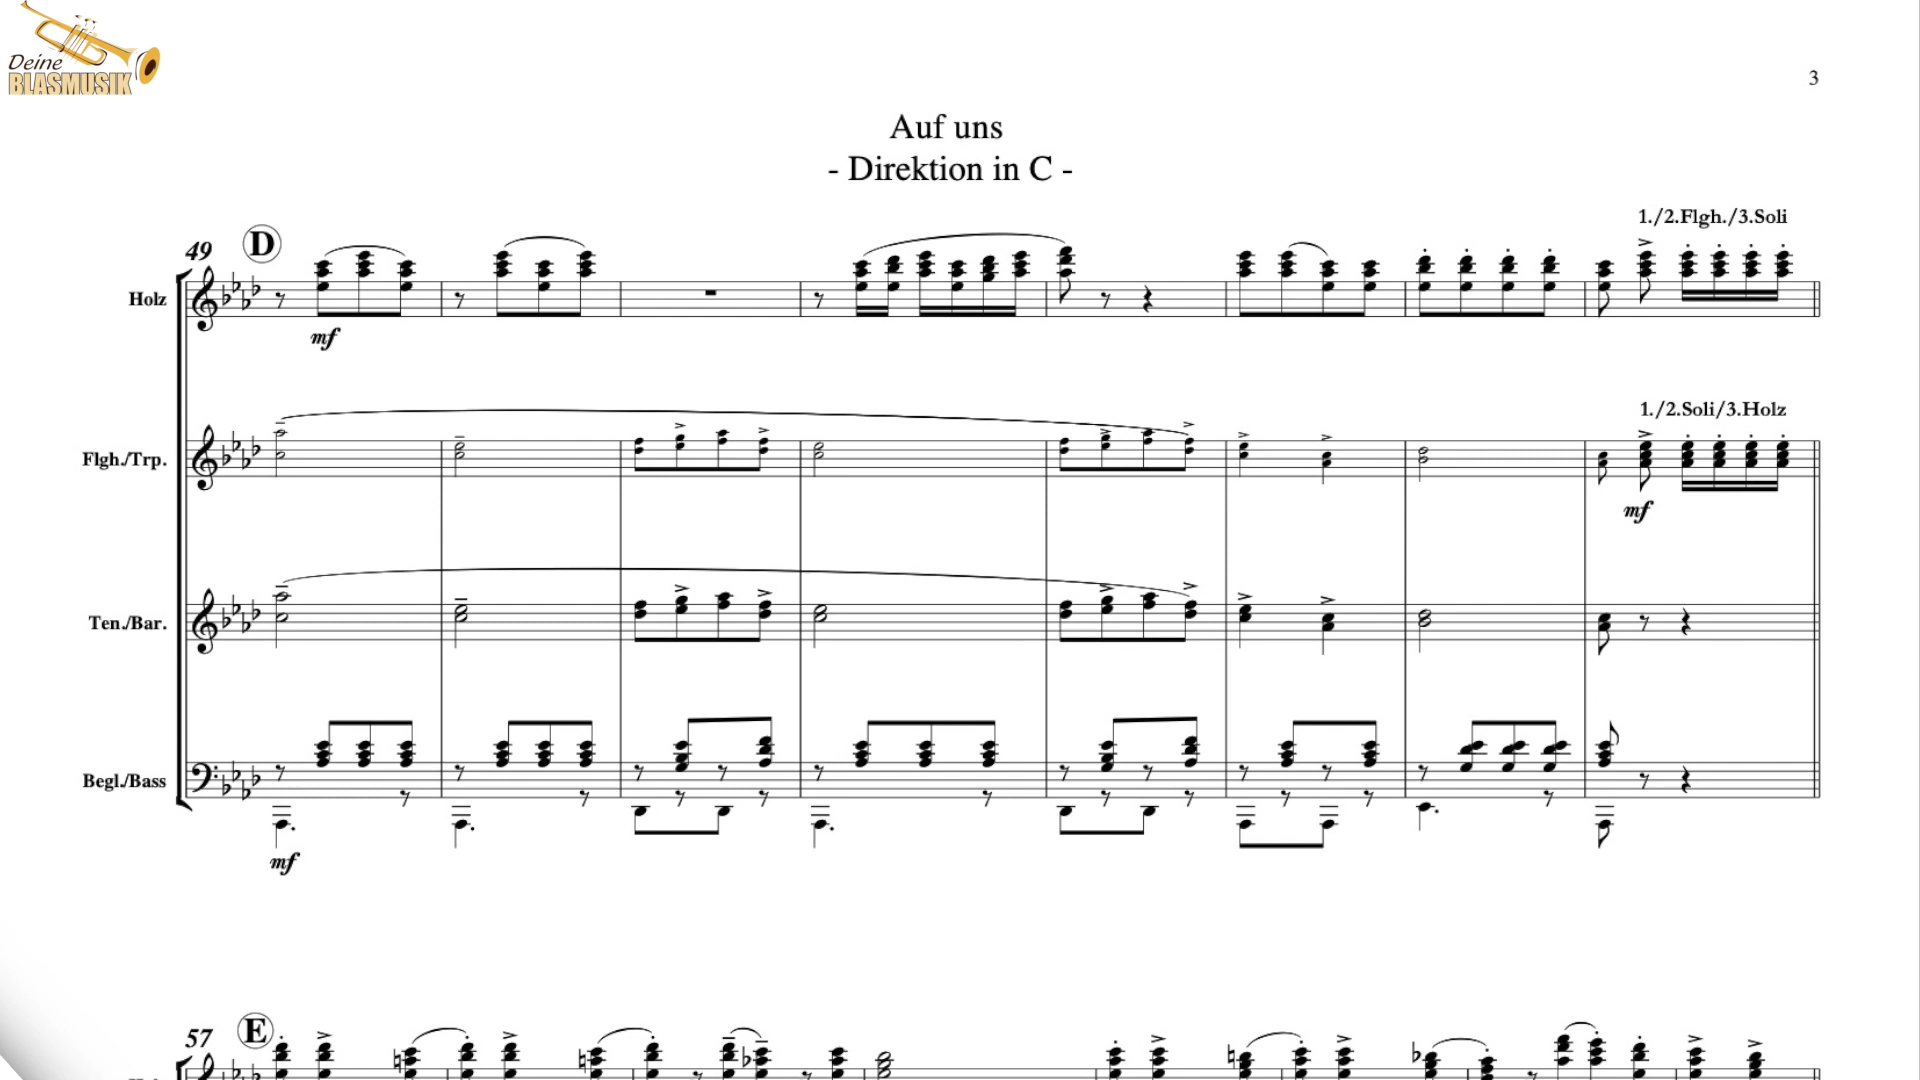 Deine
BLASMUSIK
3
Auf uns
- Direktion in C -
1./2.Flgh./3.Soli
49
D
Holz
mf
1./2.Soli/3.Holz
Flgh./Trp.
mf
Ten./Bar.
Begl./Bass
mf
57
E